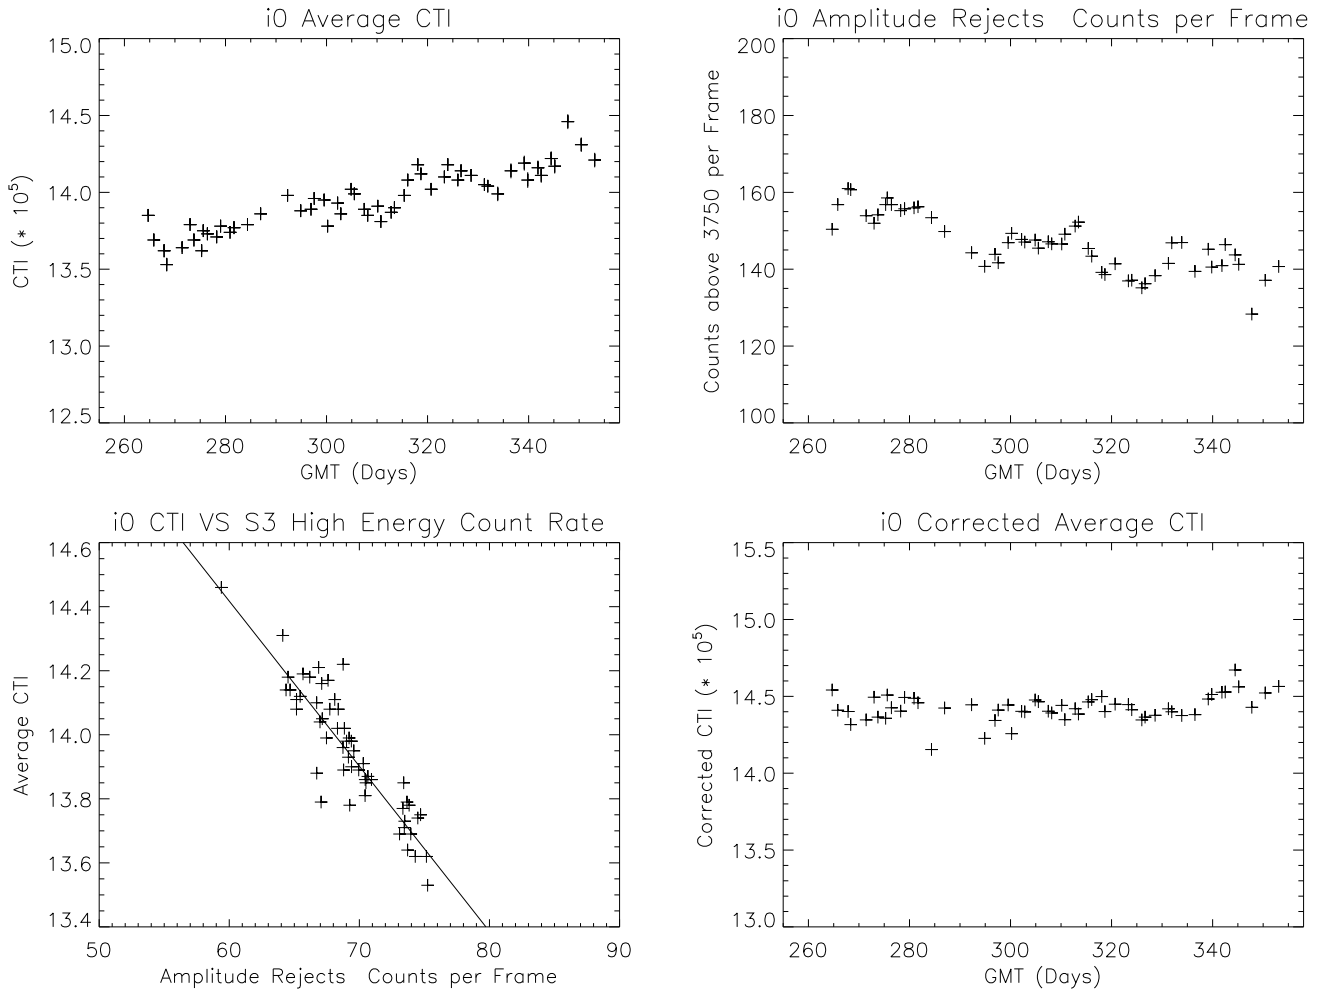 i0 Average CTI
15.0
14.5
14.0
13.5
13.0
12.5
CTI (* 10⁵)
260 280 300 320 340
GMT (Days)
i0 Amplitude Rejects Counts per Frame
200
180
160
140
120
100
Counts above 3750 per Frame
260 280 300 320 340
GMT (Days)
i0 CTI VS S3 High Energy Count Rate
14.6
14.4
14.2
14.0
13.8
13.6
13.4
Average CTI
50 60 70 80 90
Amplitude Rejects Counts per Frame
i0 Corrected Average CTI
15.5
15.0
14.5
14.0
13.5
13.0
Corrected CTI (* 10⁵)
260 280 300 320 340
GMT (Days)